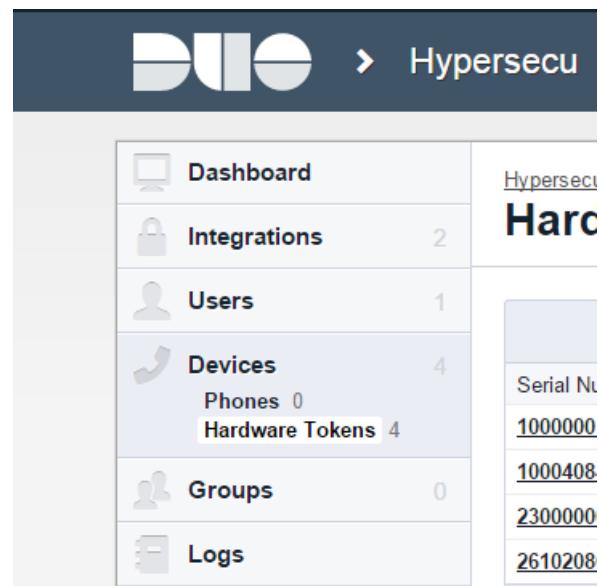 DUO > Hypersecu
Dashboard
Integrations 2
Users 1
Devices 4
Phones 0
Hardware Tokens 4
Groups 0
Logs
Hypersecu
Hard
Serial Nu
1000000
1000408
2300000
2610208